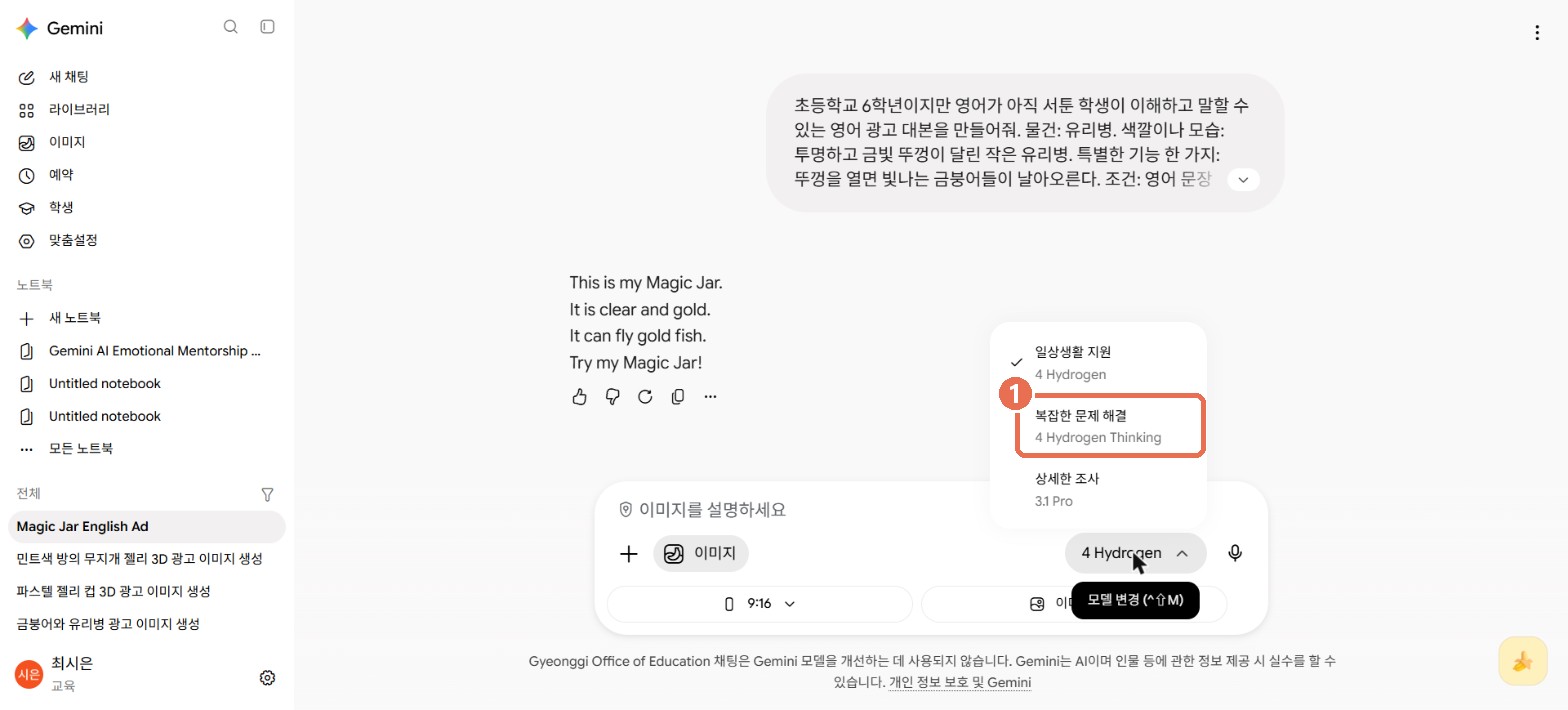 Gemini
새 채팅
라이브러리
이미지
예약
학생
맞춤설정
노트북
새 노트북
Gemini AI Emotional Mentorship ...
Untitled notebook
Untitled notebook
모든 노트북
전체
Magic Jar English Ad
민트색 방의 무지개 젤리 3D 광고 이미지 생성
파스텔 젤리 컵 3D 광고 이미지 생성
금붕어와 유리병 광고 이미지 생성
시은
최시은
교육
초등학교 6학년이지만 영어가 아직 서툰 학생이 이해하고 말할 수
있는 영어 광고 대본을 만들어줘. 물건: 유리병. 색깔이나 모습:
투명하고 금빛 뚜껑이 달린 작은 유리병. 특별한 기능 한 가지:
뚜껑을 열면 빛나는 금붕어들이 날아오른다. 조건: 영어 문장
This is my Magic Jar.
It is clear and gold.
It can fly gold fish.
Try my Magic Jar!
일상생활 지원
4 Hydrogen
1
복잡한 문제 해결
4 Hydrogen Thinking
상세한 조사
3.1 Pro
이미지를 설명하세요
이미지
4 Hydrogen
9:16
모델 변경 (^⇧M)
Gyeonggi Office of Education 채팅은 Gemini 모델을 개선하는 데 사용되지 않습니다. Gemini는 AI이며 인물 등에 관한 정보 제공 시 실수를 할 수
있습니다. 개인 정보 보호 및 Gemini